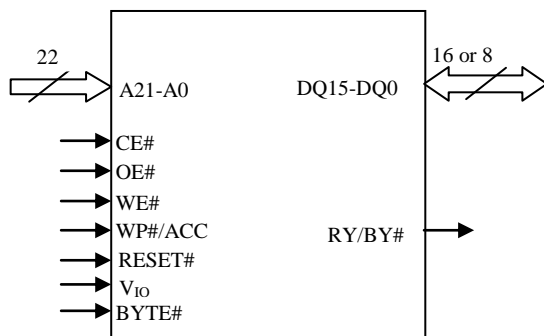 22
16 or 8
A21-A0
DQ15-DQ0
CE#
OE#
WE#
WP#/ACC
RY/BY#
RESET#
VIO
BYTE#